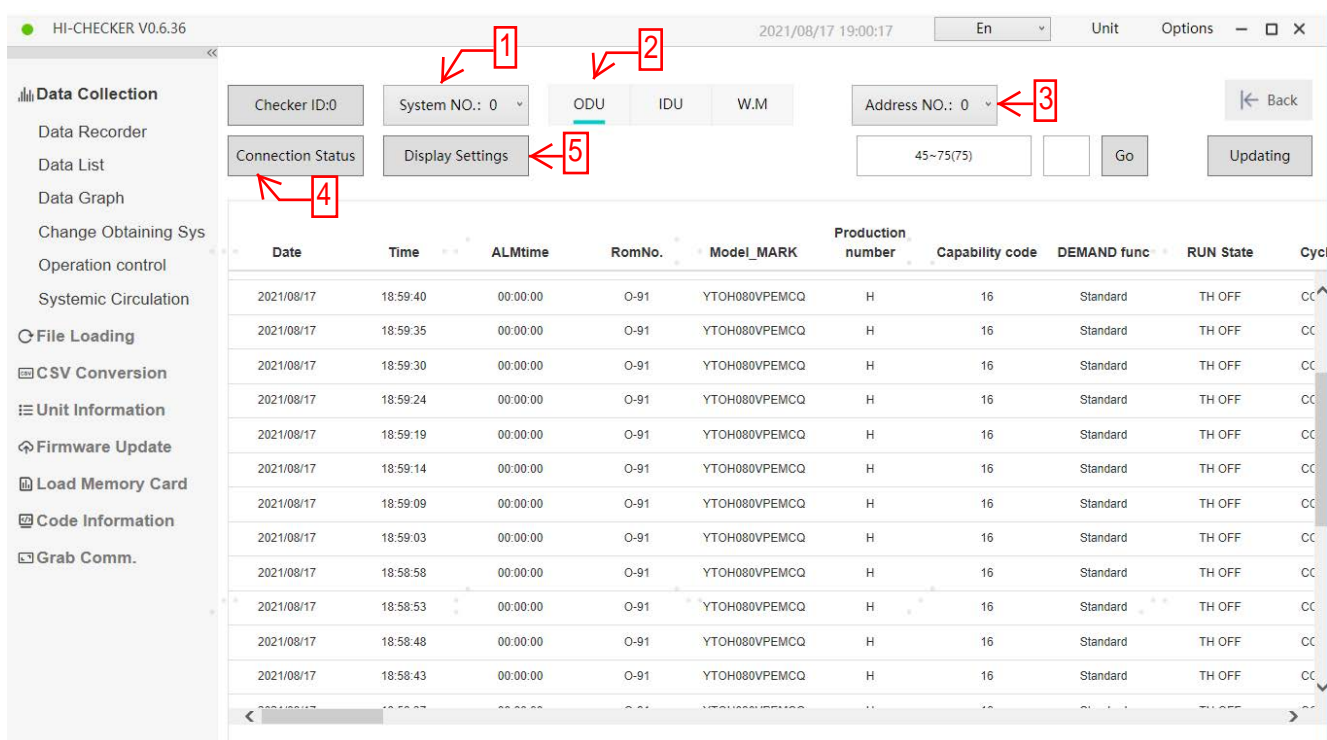 HI-CHECKER V0.6.36 2021/08/17 19:00:17 En Unit Options
1 2
Data Collection
Checker ID:0 System NO.: 0 ODU IDU W.M Address NO.: 0 3 Back
Data Recorder
Connection Status Display Settings 5 45~75(75) Go Updating
Data List
Data Graph
4
Change Obtaining Sys
Operation control
Systemic Circulation
File Loading
CSV Conversion
Unit Information
Firmware Update
Load Memory Card
Code Information
Grab Comm.
Date Time ALMtime RomNo. Model_MARK Production number Capability code DEMAND func RUN State Cycl
2021/08/17 18:59:40 00:00:00 O-91 YTOH080VPEMCQ H 16 Standard TH OFF CC
2021/08/17 18:59:35 00:00:00 O-91 YTOH080VPEMCQ H 16 Standard TH OFF CC
2021/08/17 18:59:30 00:00:00 O-91 YTOH080VPEMCQ H 16 Standard TH OFF CC
2021/08/17 18:59:24 00:00:00 O-91 YTOH080VPEMCQ H 16 Standard TH OFF CC
2021/08/17 18:59:19 00:00:00 O-91 YTOH080VPEMCQ H 16 Standard TH OFF CC
2021/08/17 18:59:14 00:00:00 O-91 YTOH080VPEMCQ H 16 Standard TH OFF CC
2021/08/17 18:59:09 00:00:00 O-91 YTOH080VPEMCQ H 16 Standard TH OFF CC
2021/08/17 18:59:03 00:00:00 O-91 YTOH080VPEMCQ H 16 Standard TH OFF CC
2021/08/17 18:58:58 00:00:00 O-91 YTOH080VPEMCQ H 16 Standard TH OFF CC
2021/08/17 18:58:53 00:00:00 O-91 YTOH080VPEMCQ H 16 Standard TH OFF CC
2021/08/17 18:58:48 00:00:00 O-91 YTOH080VPEMCQ H 16 Standard TH OFF CC
2021/08/17 18:58:43 00:00:00 O-91 YTOH080VPEMCQ H 16 Standard TH OFF CC